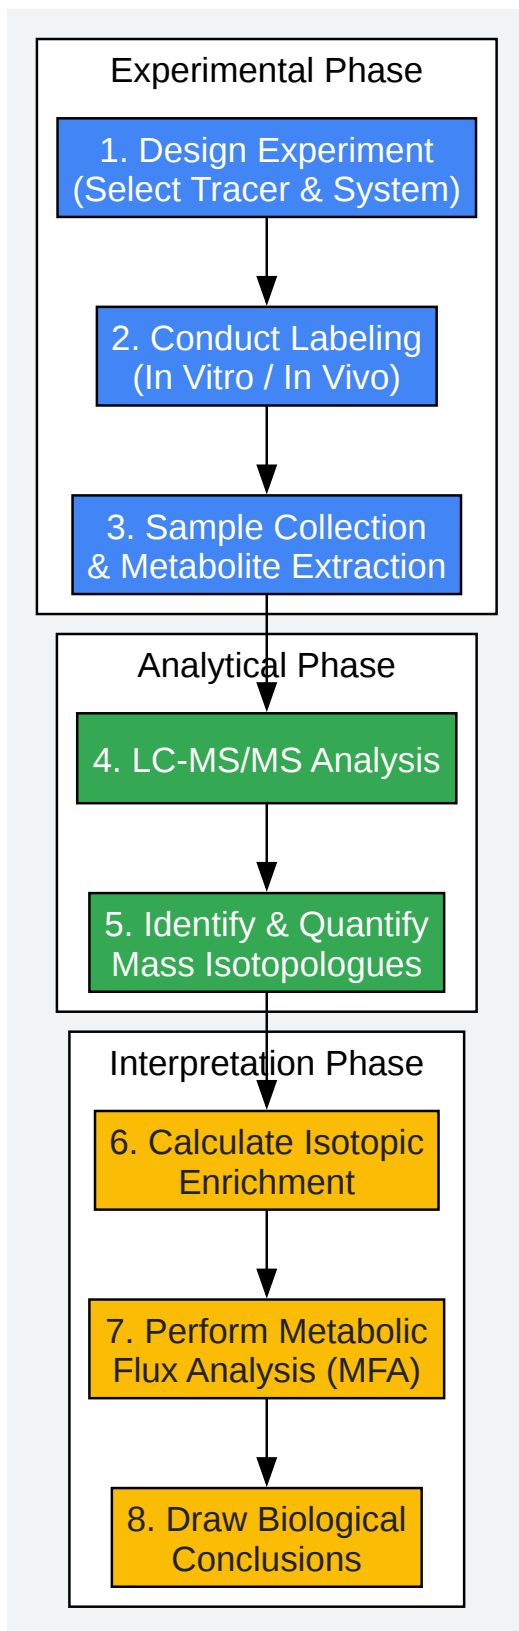 Experimental Phase
1. Design Experiment
(Select Tracer & System)
2. Conduct Labeling
(In Vitro / In Vivo)
3. Sample Collection
& Metabolite Extraction
Analytical Phase
4. LC-MS/MS Analysis
5. Identify & Quantify
Mass Isotopologues
Interpretation Phase
6. Calculate Isotopic
Enrichment
7. Perform Metabolic
Flux Analysis (MFA)
8. Draw Biological
Conclusions